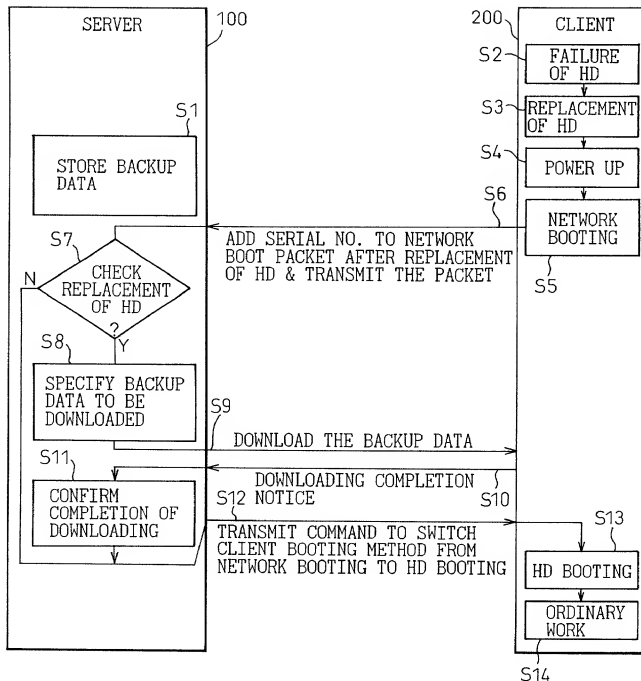 SERVER
100
200
CLIENT
S2
FAILURE
OF HD
S3
REPLACEMENT
OF HD
S1
STORE BACKUP
DATA
S4
POWER UP
S6
NETWORK
BOOTING
S5
ADD SERIAL NO. TO NETWORK
BOOT PACKET AFTER REPLACEMENT
OF HD & TRANSMIT THE PACKET
S7
N
CHECK
REPLACEMENT
OF HD
?
Y
S8
SPECIFY BACKUP
DATA TO BE
DOWNLOADED
S9
DOWNLOAD THE BACKUP DATA
S11
DOWNLOADING COMPLETION
NOTICE
S10
CONFIRM
COMPLETION OF
DOWNLOADING
S12
TRANSMIT COMMAND TO SWITCH
CLIENT BOOTING METHOD FROM
NETWORK BOOTING TO HD BOOTING
S13
HD BOOTING
ORDINARY
WORK
S14